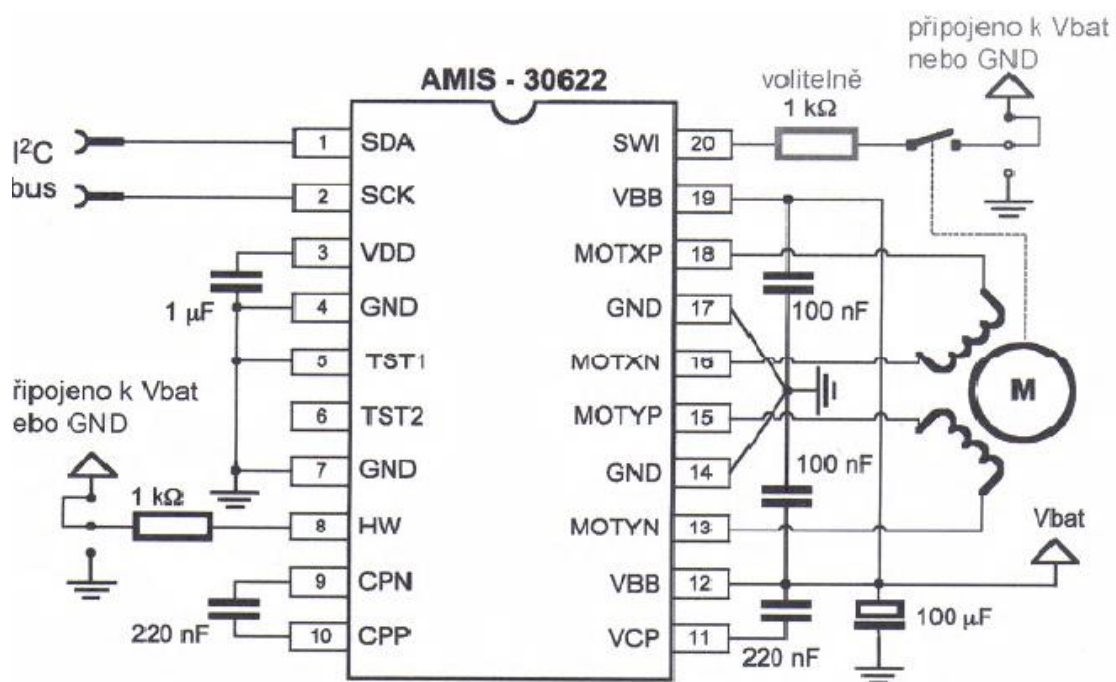 připojeno k Vbat
nebo GND
AMIS - 30622
volitelně
1 kΩ
I²C
bus
1 SDA
2 SCK
3 VDD
4 GND
5 TST1
6 TST2
7 GND
8 HW
9 CPN
10 CPP
SWI 20
VBB 19
MOTXP 18
GND 17
MOTXN 16
MOTYP 15
GND 14
MOTYN 13
VBB 12
VCP 11
1 µF
řipojeno k Vbat
ebo GND
1 kΩ
220 nF
100 nF
100 nF
M
Vbat
100 µF
220 nF